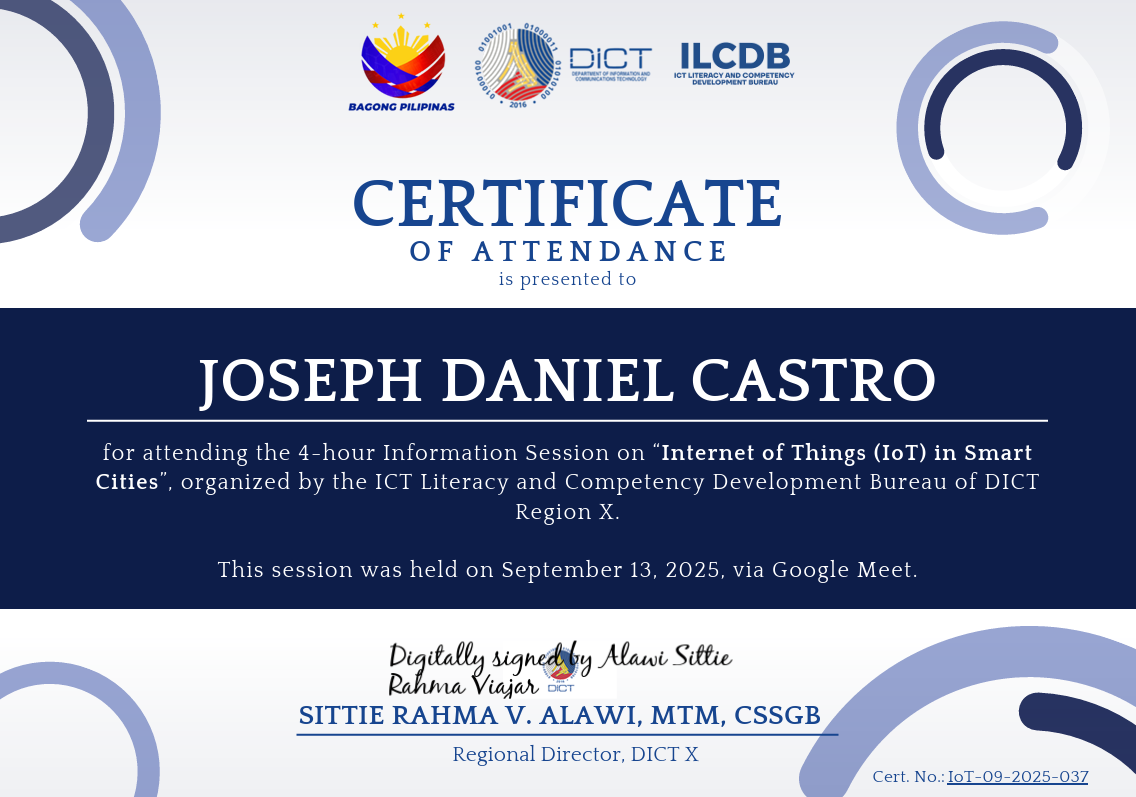 BAGONG PILIPINAS
01001001 01000011 01010100 01000100
• 2016 •
DICT
DEPARTMENT OF INFORMATION AND
COMMUNICATIONS TECHNOLOGY
ILCDB
ICT LITERACY AND COMPETENCY
DEVELOPMENT BUREAU
CERTIFICATE
OF ATTENDANCE
is presented to
JOSEPH DANIEL CASTRO
for attending the 4-hour Information Session on “Internet of Things (IoT) in Smart
Cities”, organized by the ICT Literacy and Competency Development Bureau of DICT
Region X.
This session was held on September 13, 2025, via Google Meet.
Digitally signed by Alawi Sittie
Rahma Viajar
DICT
SITTIE RAHMA V. ALAWI, MTM, CSSGB
Regional Director, DICT X
Cert. No.: IoT-09-2025-037